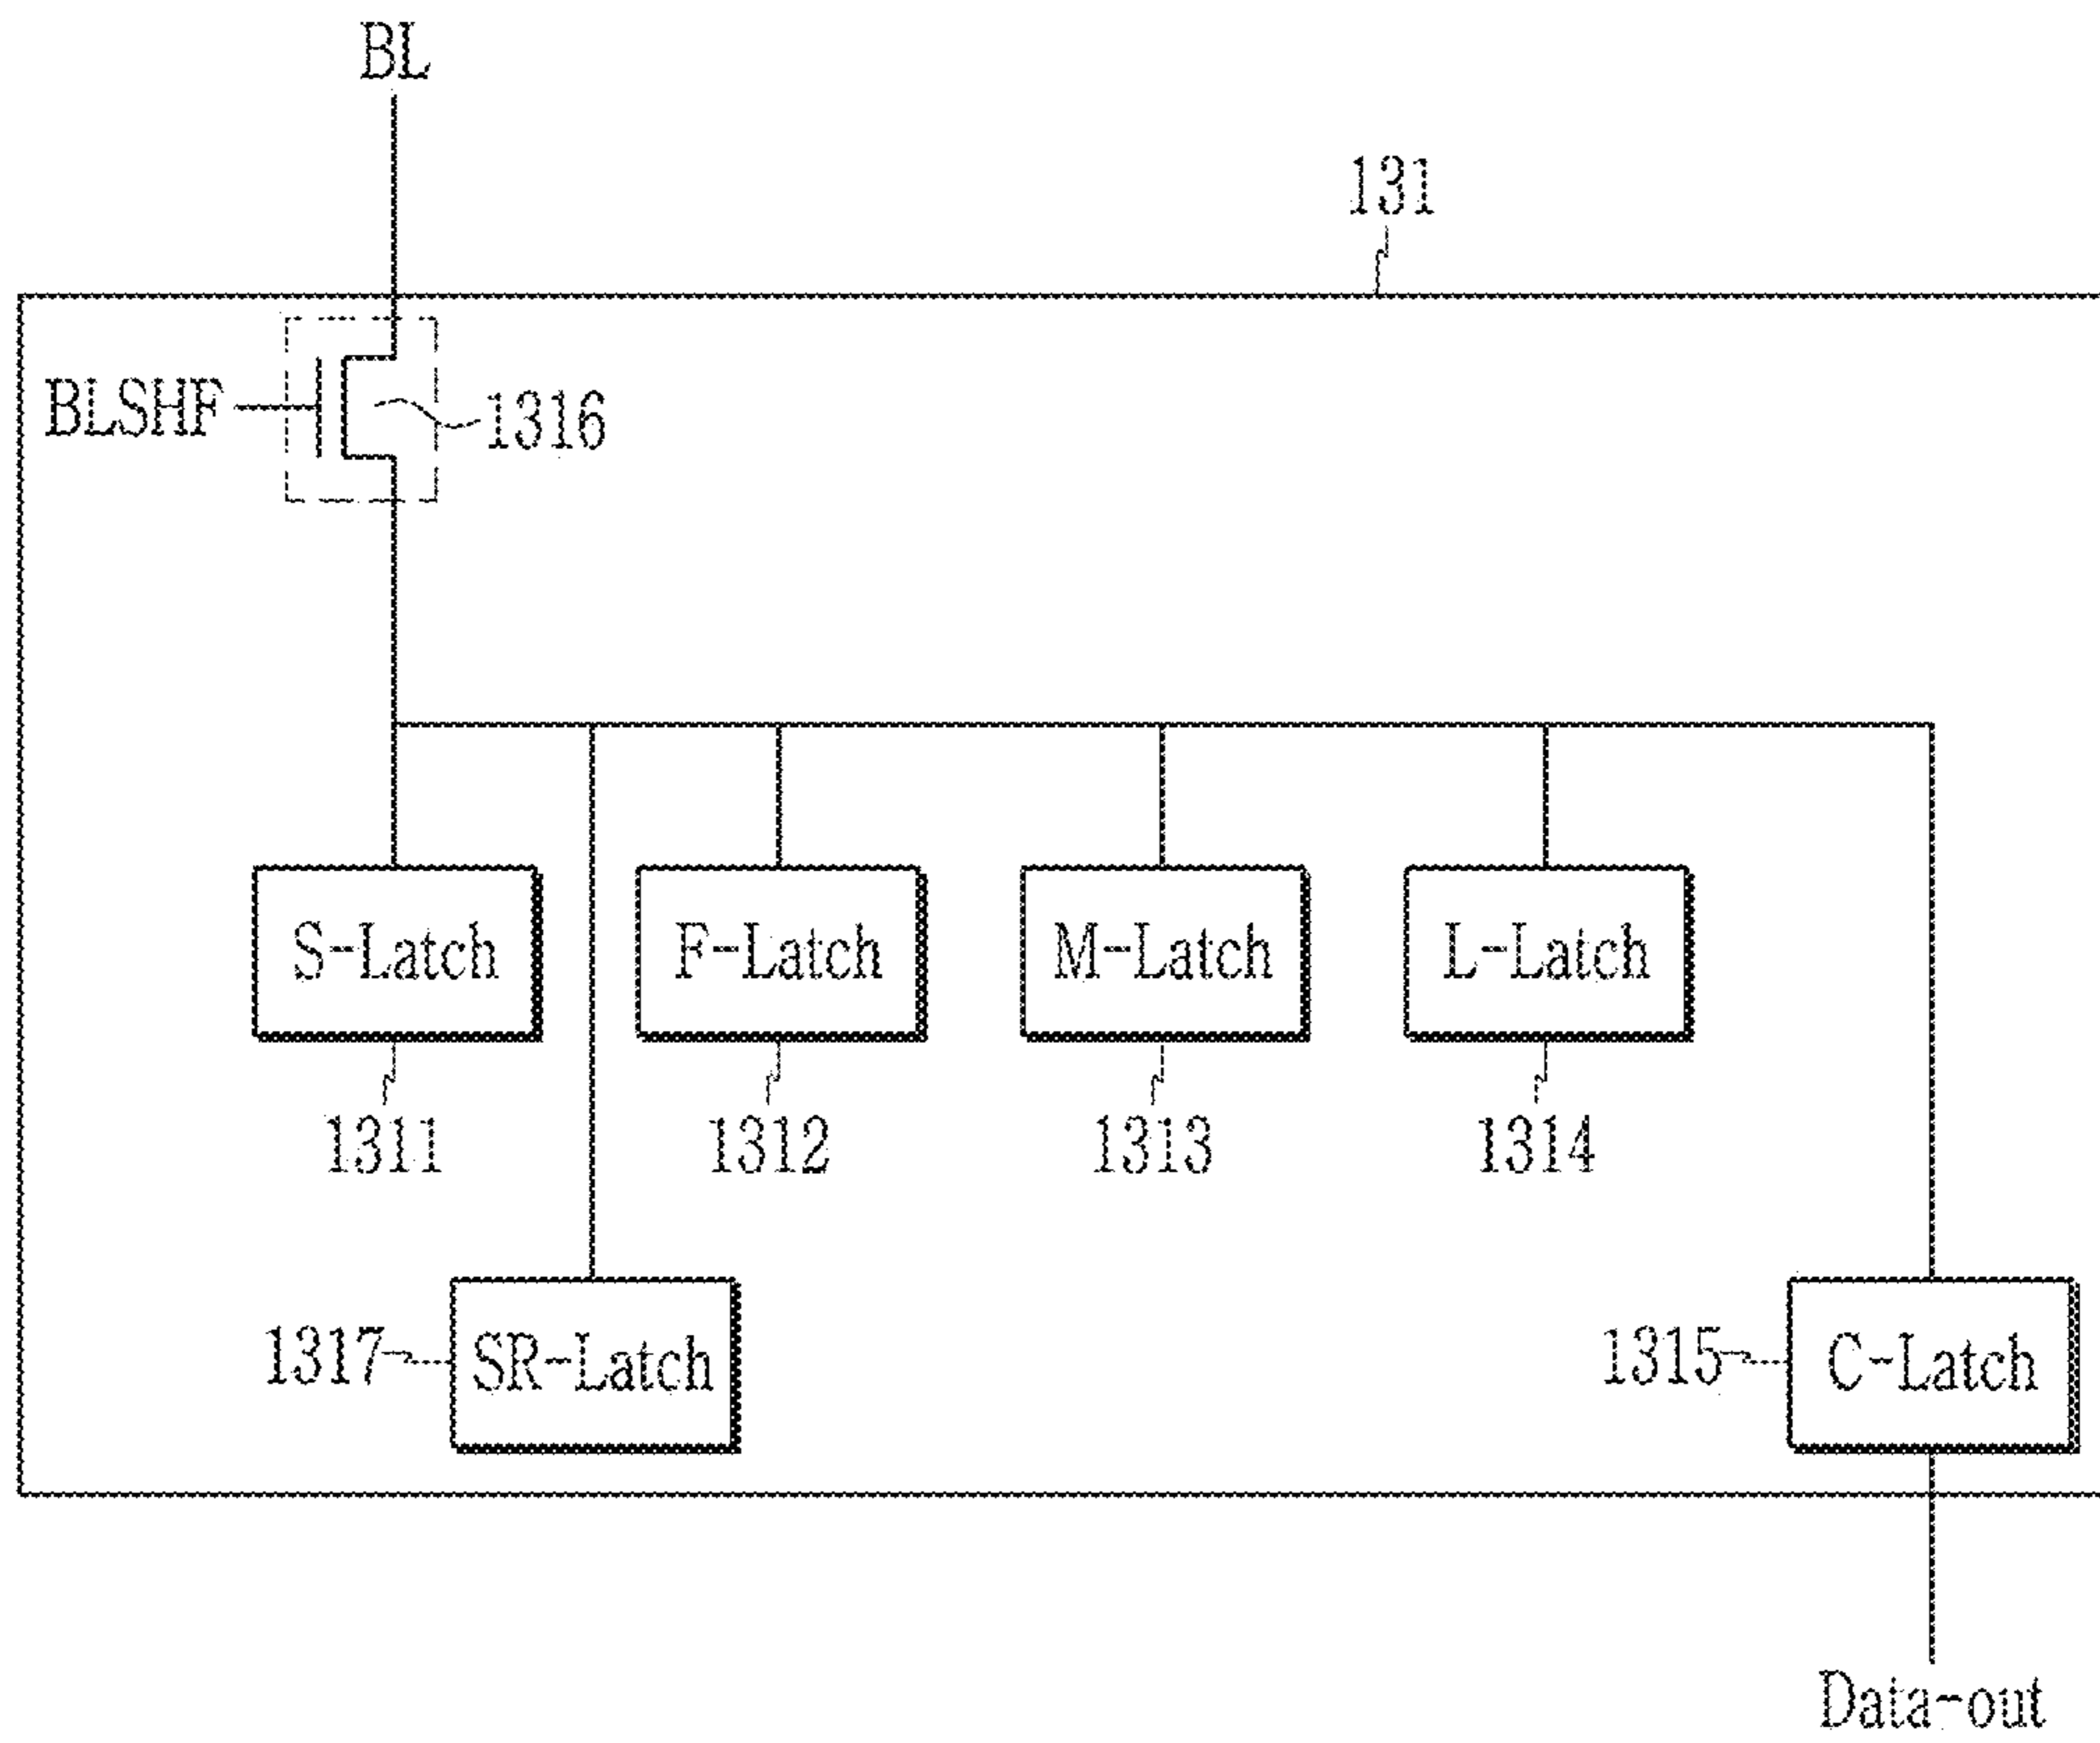 BL
131
BLSHF
1316
S-Latch
F-Latch
M-Latch
L-Latch
1311
1312
1313
1314
1317
SR-Latch
1315
C-Latch
Data-out